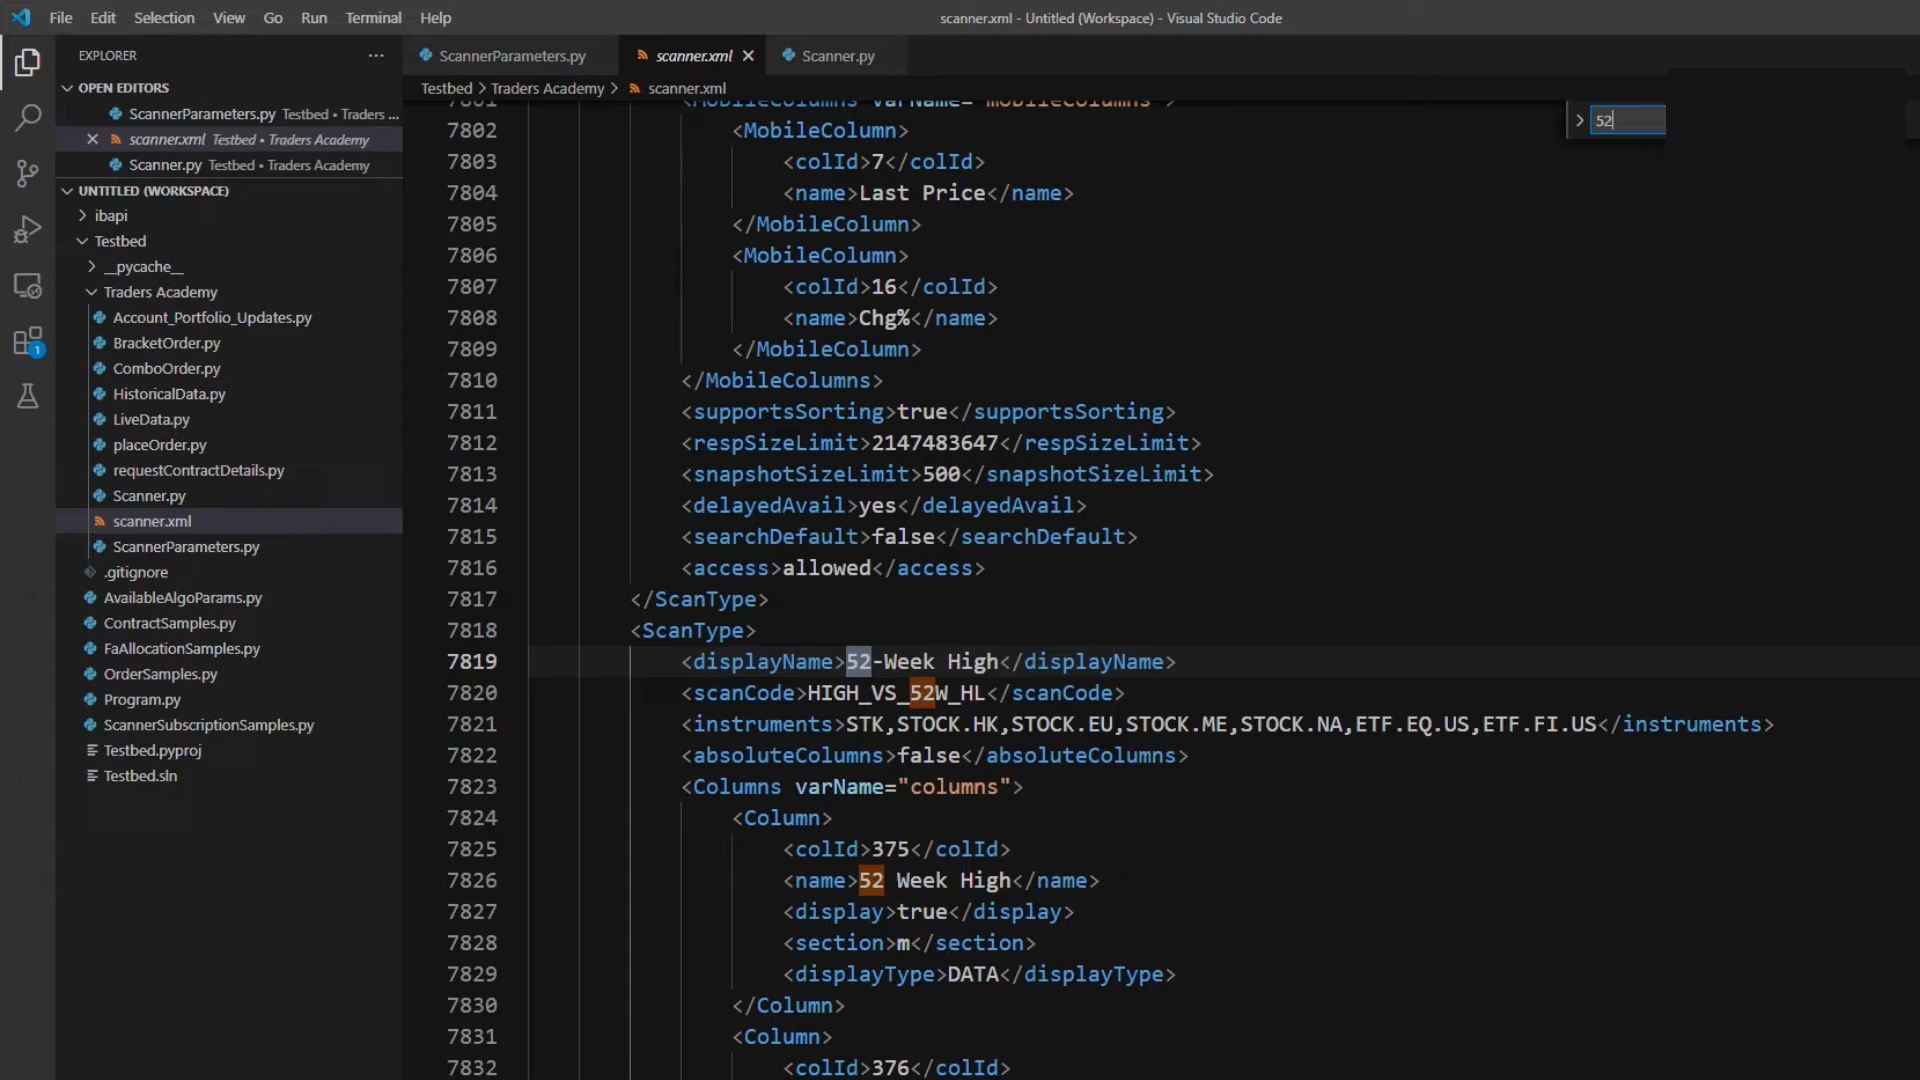 File Edit Selection View Go Run Terminal Help
scanner.xml - Untitled (Workspace) - Visual Studio Code
EXPLORER
OPEN EDITORS
ScannerParameters.py Testbed • Traders ...
scanner.xml Testbed • Traders Academy
Scanner.py Testbed • Traders Academy
UNTITLED (WORKSPACE)
ibapi
Testbed
__pycache__
Traders Academy
Account_Portfolio_Updates.py
BracketOrder.py
ComboOrder.py
HistoricalData.py
LiveData.py
placeOrder.py
requestContractDetails.py
Scanner.py
scanner.xml
ScannerParameters.py
.gitignore
AvailableAlgoParams.py
ContractSamples.py
FaAllocationSamples.py
OrderSamples.py
Program.py
ScannerSubscriptionSamples.py
Testbed.pyproj
Testbed.sln
1
ScannerParameters.py scanner.xml Scanner.py
Testbed > Traders Academy > scanner.xml
52
7801 <MobileColumns varName="mobileColumns">
7802 <MobileColumn>
7803 <colId>7</colId>
7804 <name>Last Price</name>
7805 </MobileColumn>
7806 <MobileColumn>
7807 <colId>16</colId>
7808 <name>Chg%</name>
7809 </MobileColumn>
7810 </MobileColumns>
7811 <supportsSorting>true</supportsSorting>
7812 <respSizeLimit>2147483647</respSizeLimit>
7813 <snapshotSizeLimit>500</snapshotSizeLimit>
7814 <delayedAvail>yes</delayedAvail>
7815 <searchDefault>false</searchDefault>
7816 <access>allowed</access>
7817 </ScanType>
7818 <ScanType>
7819 <displayName>52-Week High</displayName>
7820 <scanCode>HIGH_VS_52W_HL</scanCode>
7821 <instruments>STK,STOCK.HK,STOCK.EU,STOCK.ME,STOCK.NA,ETF.EQ.US,ETF.FI.US</instruments>
7822 <absoluteColumns>false</absoluteColumns>
7823 <Columns varName="columns">
7824 <Column>
7825 <colId>375</colId>
7826 <name>52 Week High</name>
7827 <display>true</display>
7828 <section>m</section>
7829 <displayType>DATA</displayType>
7830 </Column>
7831 <Column>
7832 <colId>376</colId>